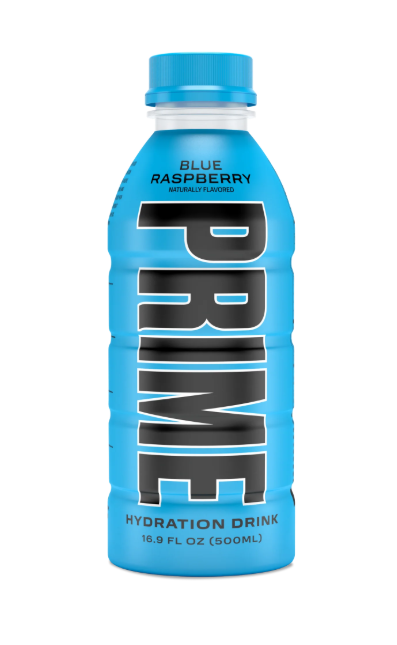 BLUE
RASPBERRY
NATURALLY FLAVORED
PRIME
HYDRATION DRINK
16.9 FL OZ (500ML)